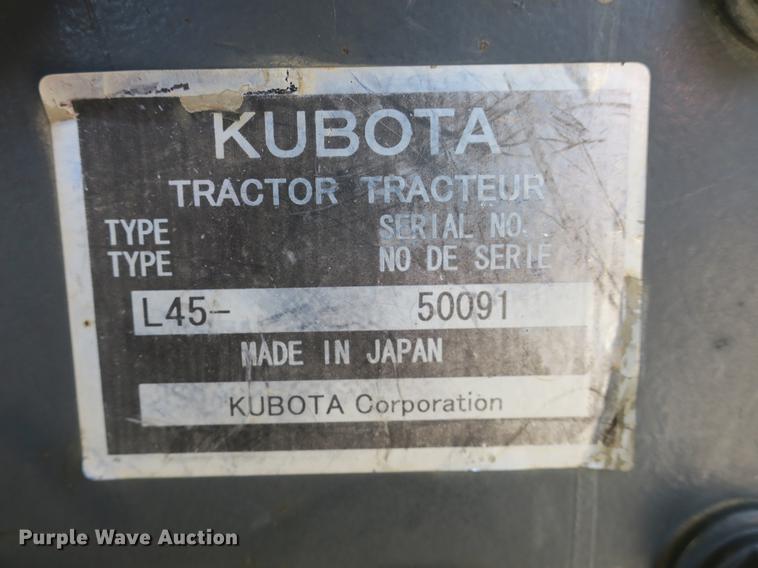 KUBOTA
TRACTOR TRACTEUR
TYPE SERIAL NO.
TYPE NO DE SERIE
L45- 50091
MADE IN JAPAN
KUBOTA Corporation
Purple Wave Auction